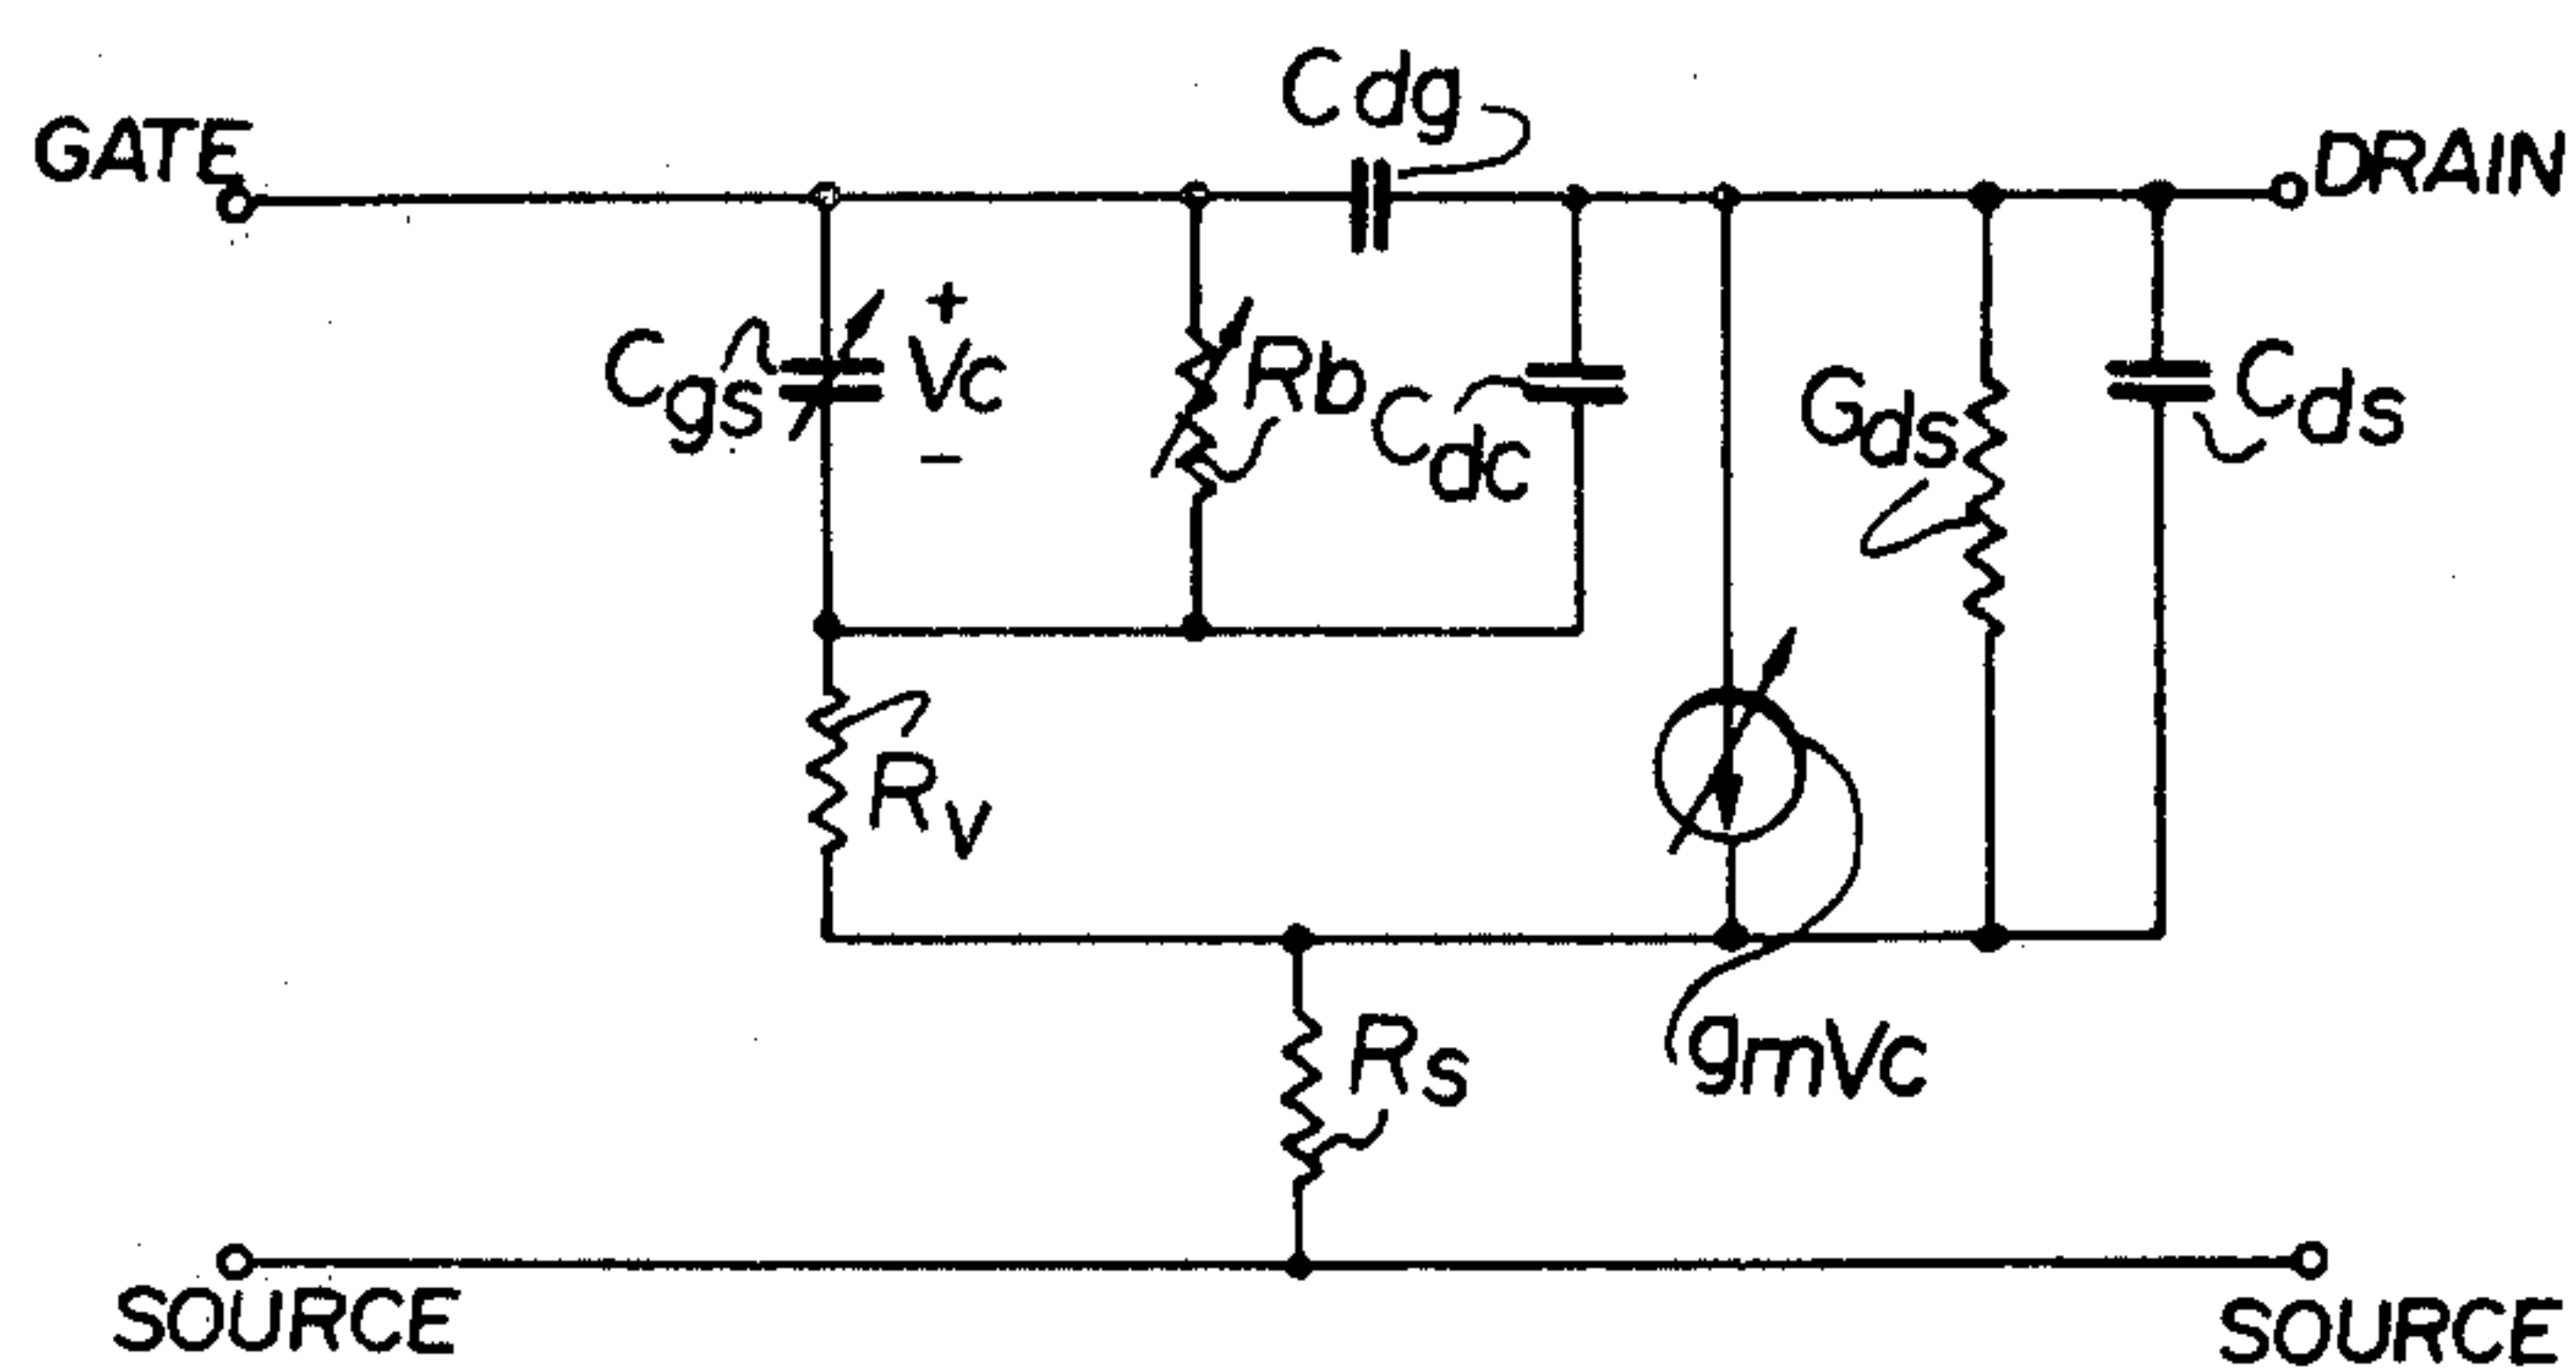 Cdg
GATE
DRAIN
+
Cgs
Vc
-
Rb
Cdc
Gds
Cds
Rv
Rs
gmVc
SOURCE
SOURCE